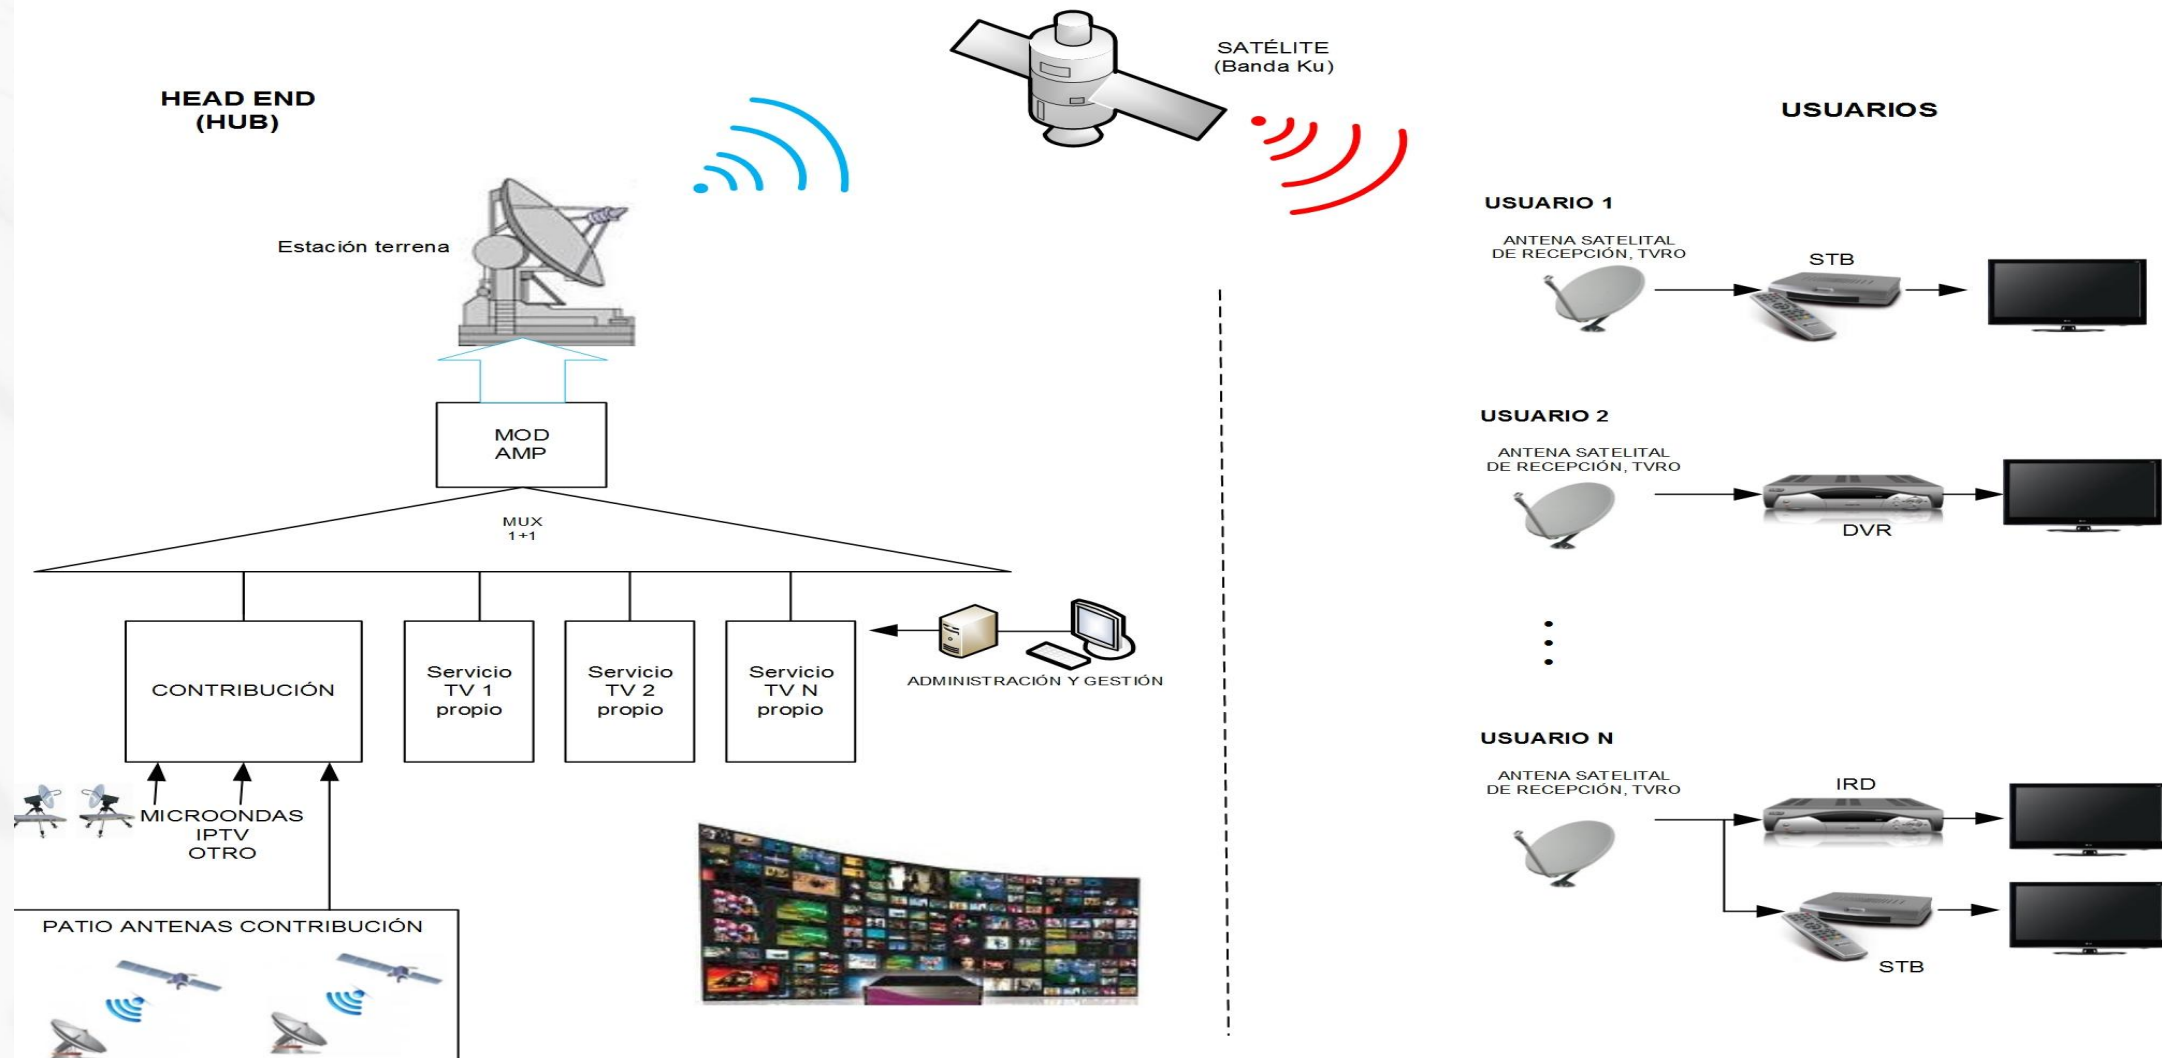 SATÉLITE
(Banda Ku)
HEAD END
(HUB)
USUARIOS
Estación terrena
MOD
AMP
MUX
1+1
CONTRIBUCIÓN
Servicio
TV 1
propio
Servicio
TV 2
propio
Servicio
TV N
propio
ADMINISTRACIÓN Y GESTIÓN
MICROONDAS
IPTV
OTRO
PATIO ANTENAS CONTRIBUCIÓN
USUARIO 1
ANTENA SATELITAL
DE RECEPCIÓN, TVRO
STB
USUARIO 2
ANTENA SATELITAL
DE RECEPCIÓN, TVRO
DVR
USUARIO N
ANTENA SATELITAL
DE RECEPCIÓN, TVRO
IRD
STB